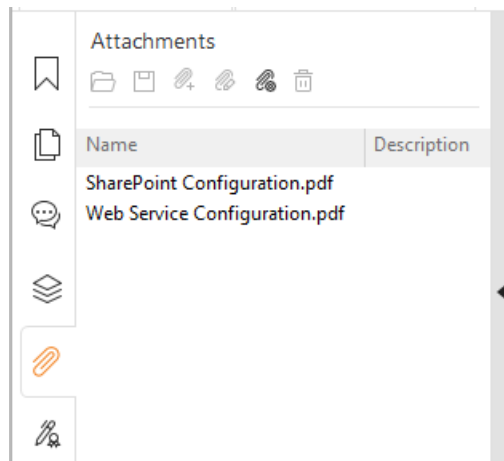 Attachments
Name Description
SharePoint Configuration.pdf
Web Service Configuration.pdf